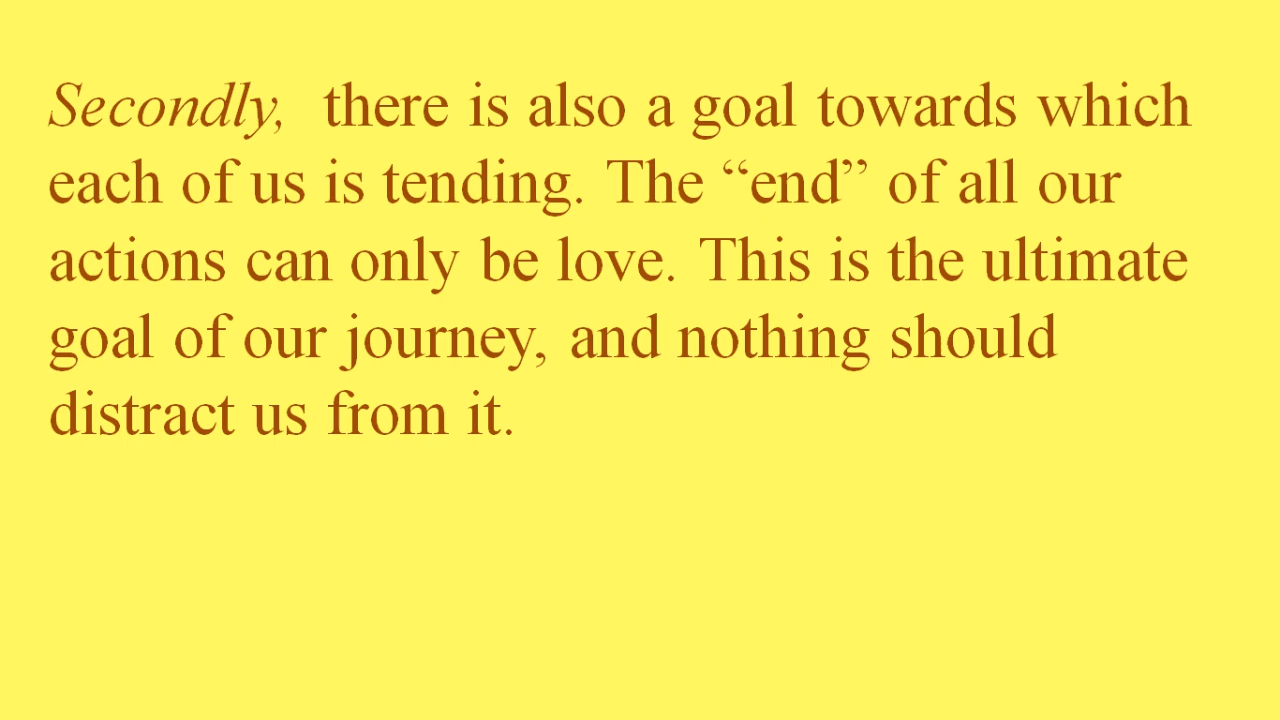 Secondly, there is also a goal towards which
each of us is tending. The “end” of all our
actions can only be love. This is the ultimate
goal of our journey, and nothing should
distract us from it.